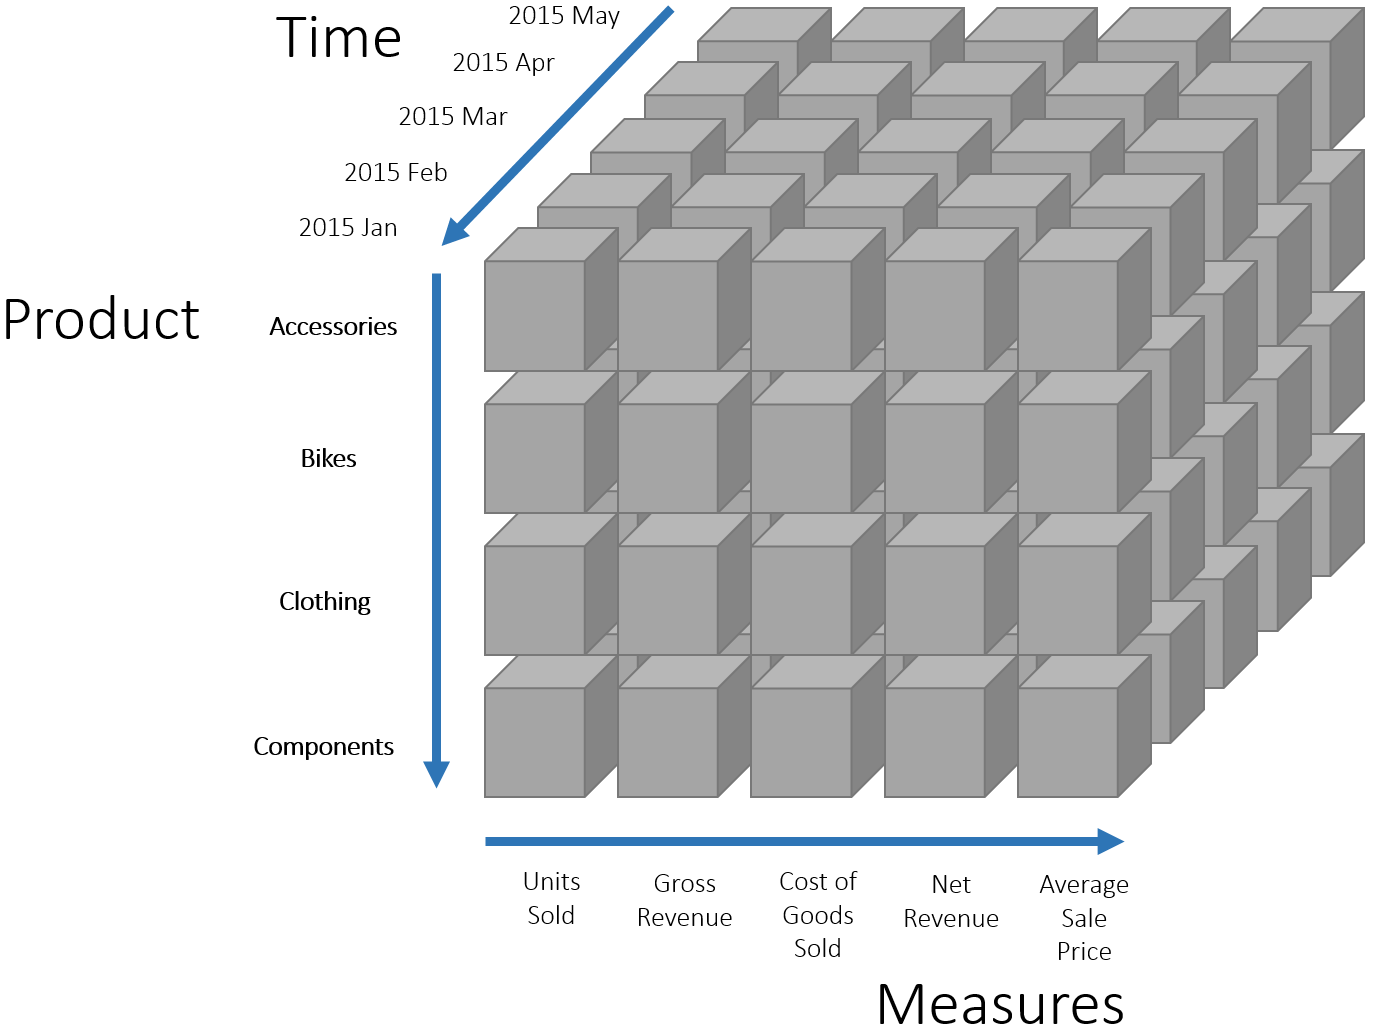 Time
2015 May
2015 Apr
2015 Mar
2015 Feb
2015 Jan
Product
Accessories
Bikes
Clothing
Components
Units
Sold
Gross
Revenue
Cost of
Goods
Sold
Net
Revenue
Average
Sale
Price
Measures